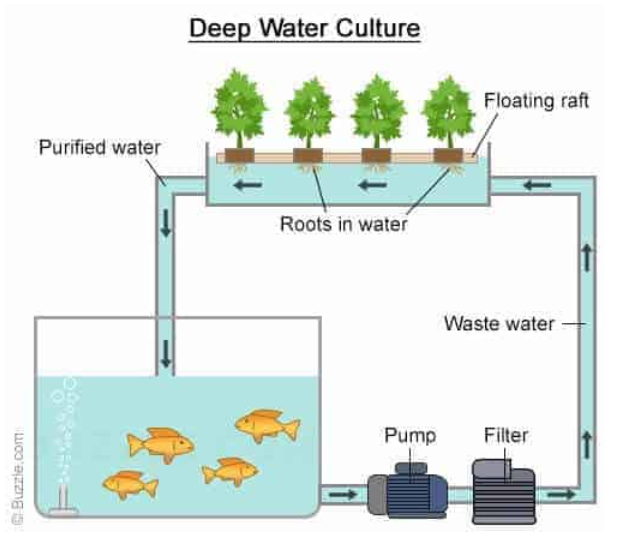 Deep Water Culture
Floating raft
Purified water
Roots in water
Waste water
Pump
Filter
© Buzzle.com